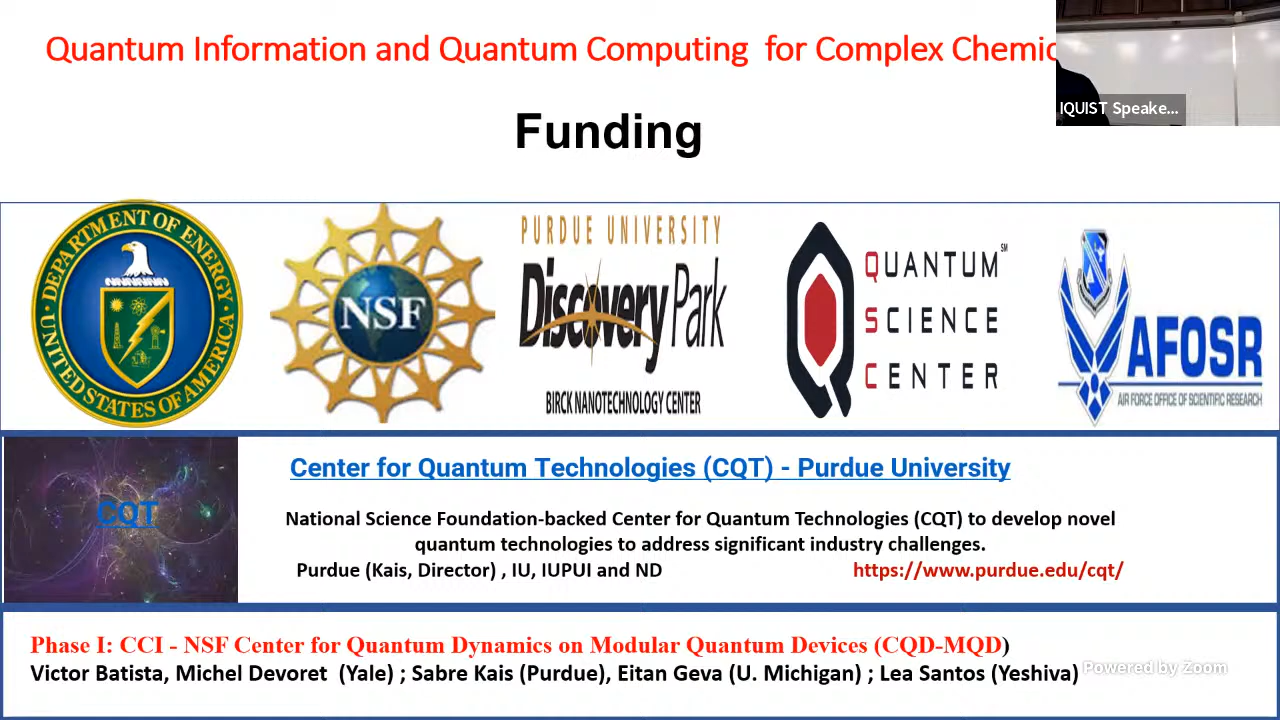 Quantum Information and Quantum Computing for Complex Chemic
IQUIST Speake...
Funding
DEPARTMENT OF ENERGY
UNITED STATES OF AMERICA
NSF
PURDUE UNIVERSITY
Discovery Park
BIRCK NANOTECHNOLOGY CENTER
QUANTUM SM
SCIENCE
CENTER
AFOSR
AIR FORCE OFFICE OF SCIENTIFIC RESEARCH
CQT
Center for Quantum Technologies (CQT) - Purdue University
National Science Foundation-backed Center for Quantum Technologies (CQT) to develop novel
quantum technologies to address significant industry challenges.
Purdue (Kais, Director) , IU, IUPUI and ND https://www.purdue.edu/cqt/
Phase I: CCI - NSF Center for Quantum Dynamics on Modular Quantum Devices (CQD-MQD)
Victor Batista, Michel Devoret (Yale) ; Sabre Kais (Purdue), Eitan Geva (U. Michigan) ; Lea Santos (Yeshiva)
Powered by Zoom